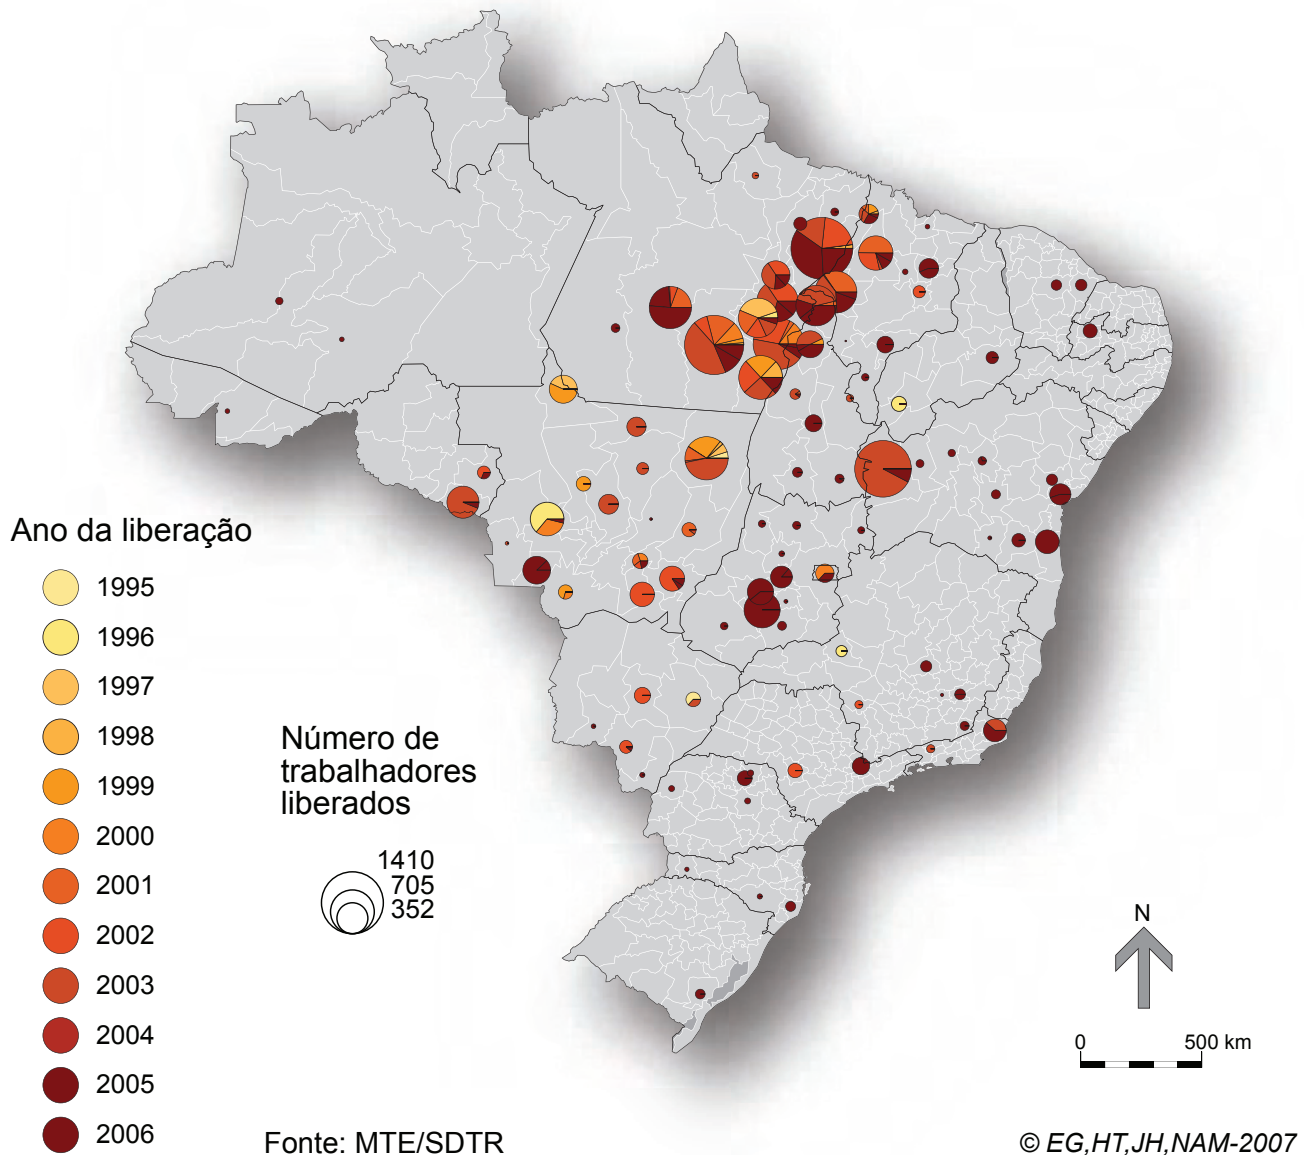 Ano da liberação
1995
1996
1997
1998
1999
2000
2001
2002
2003
2004
2005
2006
Número de
trabalhadores
liberados
1410
705
352
N
0 500 km
Fonte: MTE/SDTR
© EG,HT,JH,NAM-2007